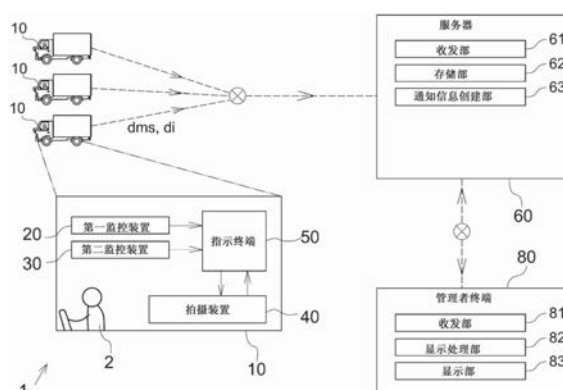 10
10
10
dms, di
服务器
收发部
61
存储部
62
通知信息创建部
63
60
20
第一监控装置
30
第二监控装置
指示终端
50
拍摄装置
40
2
10
1
80
管理者终端
收发部
81
显示处理部
82
显示部
83